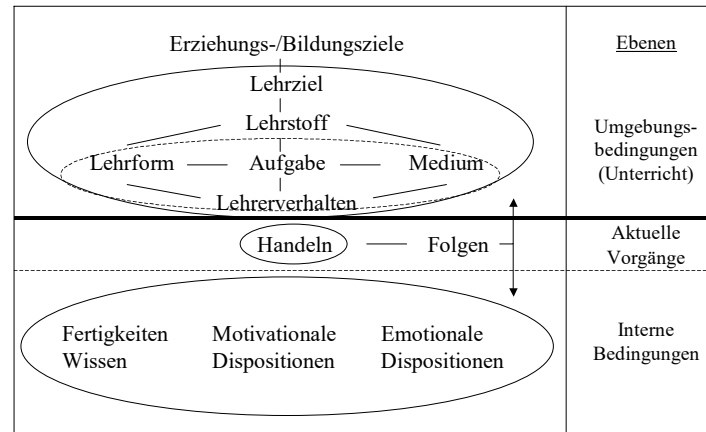 Erziehungs-/Bildungsziele
Lehrziel
Lehrstoff
Lehrform Aufgabe Medium
Lehrerverhalten
Handeln Folgen
Fertigkeiten Motivationale Emotionale
Wissen Dispositionen Dispositionen
Ebenen
Umgebungs-
bedingungen
(Unterricht)
Aktuelle
Vorgänge
Interne
Bedingungen